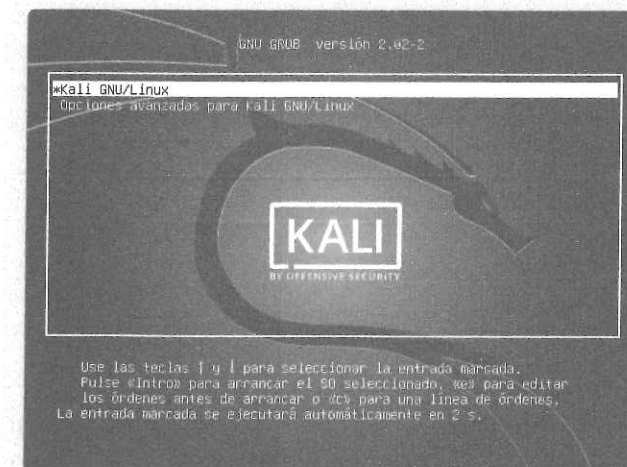 GNU GRUB versión 2.02-2
*Kali GNU/Linux
Opciones avanzadas para Kali GNU/Linux
KALI
BY OFFENSIVE SECURITY
Use las teclas ↑ y ↓ para seleccionar la entrada marcada.
Pulse «Intro» para arrancar el SO seleccionado, «e» para editar
los órdenes antes de arrancar o «c» para una línea de órdenes.
La entrada marcada se ejecutará automáticamente en 2 s.